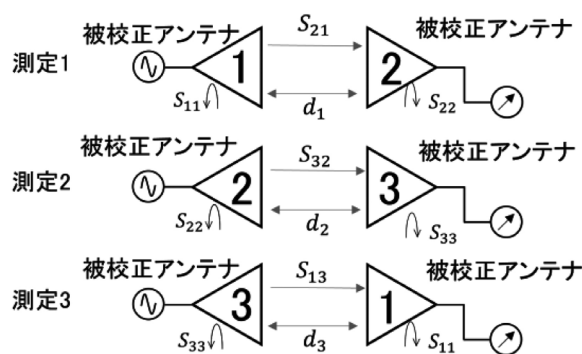 測定1
被校正アンテナ
1
S11
S21
d1
被校正アンテナ
2
S22
測定2
被校正アンテナ
2
S22
S32
d2
被校正アンテナ
3
S33
測定3
被校正アンテナ
3
S33
S13
d3
被校正アンテナ
1
S11